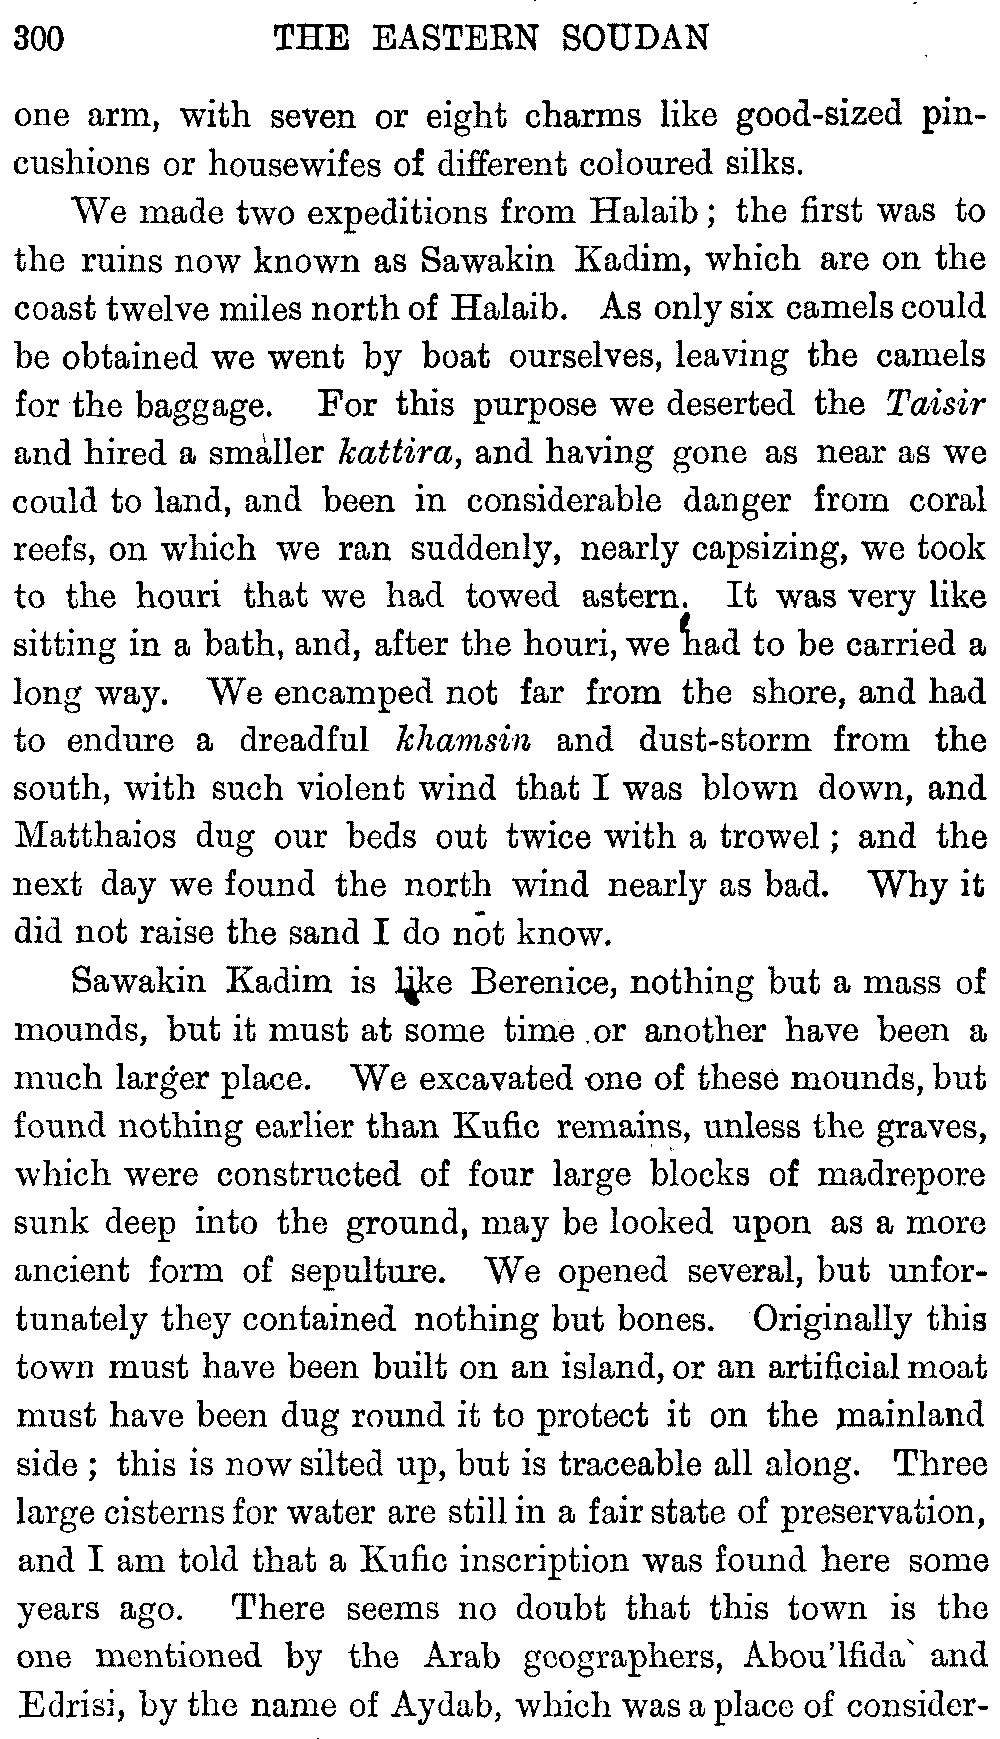 300 THE EASTERN SOUDAN
one arm, with seven or eight charms like good-sized pin-
cushions or housewifes of different coloured silks.
We made two expeditions from Halaib ; the first was to
the ruins now known as Sawakin Kadim, which are on the
coast twelve miles north of Halaib. As only six camels could
be obtained we went by boat ourselves, leaving the camels
for the baggage. For this purpose we deserted the Taisir
and hired a smaller kattira, and having gone as near as we
could to land, and been in considerable danger from coral
reefs, on which we ran suddenly, nearly capsizing, we took
to the houri that we had towed astern. It was very like
sitting in a bath, and, after the houri, we had to be carried a
long way. We encamped not far from the shore, and had
to endure a dreadful khamsin and dust-storm from the
south, with such violent wind that I was blown down, and
Matthaios dug our beds out twice with a trowel ; and the
next day we found the north wind nearly as bad. Why it
did not raise the sand I do not know.
Sawakin Kadim is like Berenice, nothing but a mass of
mounds, but it must at some time or another have been a
much larger place. We excavated one of these mounds, but
found nothing earlier than Kufic remains, unless the graves,
which were constructed of four large blocks of madrepore
sunk deep into the ground, may be looked upon as a more
ancient form of sepulture. We opened several, but unfor-
tunately they contained nothing but bones. Originally this
town must have been built on an island, or an artificial moat
must have been dug round it to protect it on the mainland
side ; this is now silted up, but is traceable all along. Three
large cisterns for water are still in a fair state of preservation,
and I am told that a Kufic inscription was found here some
years ago. There seems no doubt that this town is the
one mentioned by the Arab geographers, Abou'lfida` and
Edrisi, by the name of Aydab, which was a place of consider-